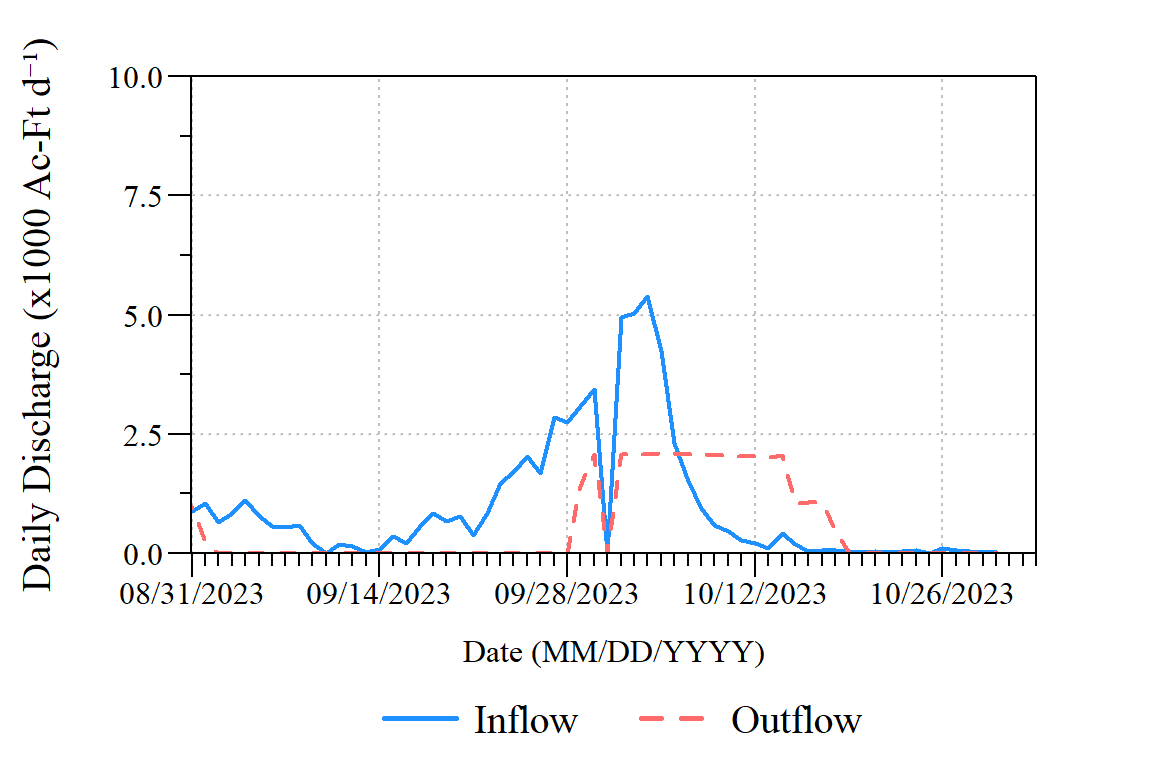 Daily Discharge (x1000 Ac-Ft d⁻¹)
10.0
7.5
5.0
2.5
0.0
08/31/2023 09/14/2023 09/28/2023 10/12/2023 10/26/2023
Date (MM/DD/YYYY)
Inflow Outflow